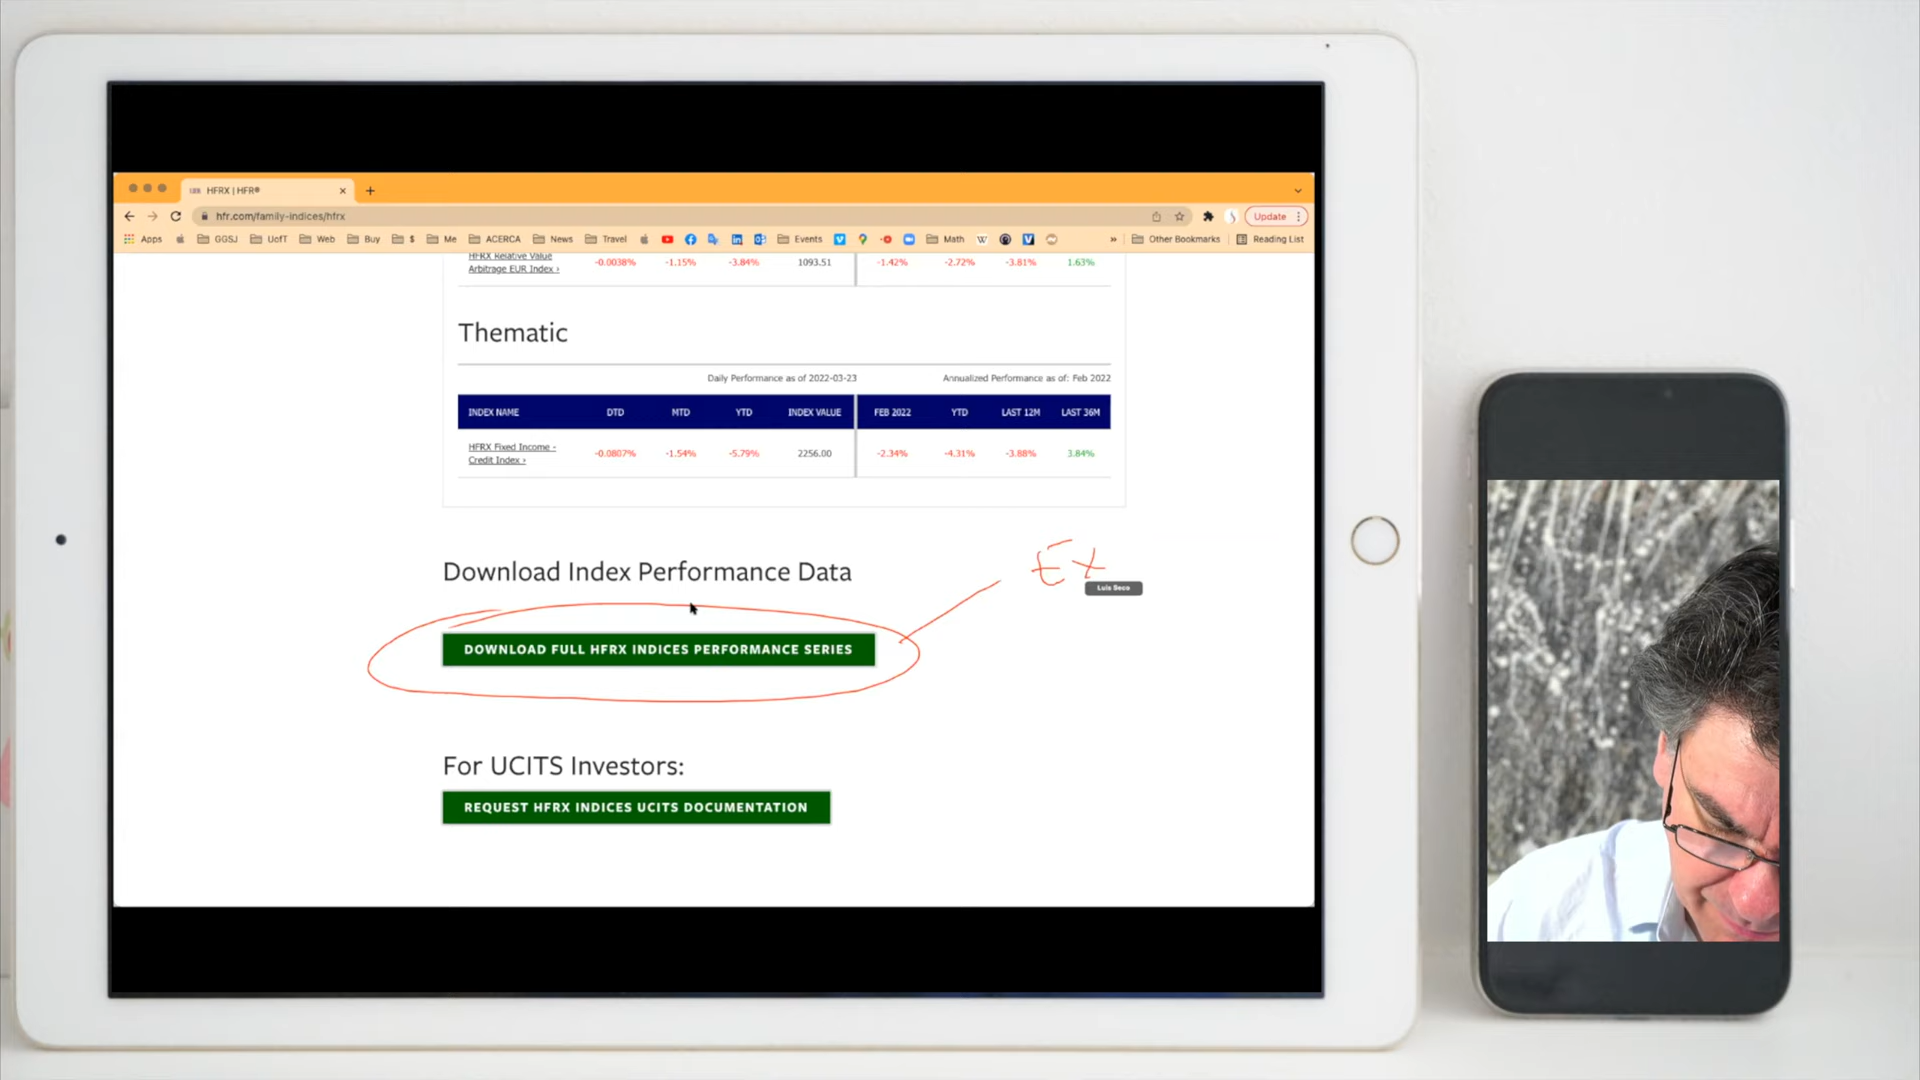 HFRX | HFR®
hfr.com/family-indices/hfrx
Update
Apps GGSJ UofT Web Buy $ Me ACERCA News Travel Events Math W » Other Bookmarks Reading List
HFRX Relative Value
Arbitrage EUR Index › -0.0038% -1.15% -3.84% 1093.51 -1.42% -2.72% -3.81% 1.63%
Thematic
Daily Performance as of 2022-03-23 Annualized Performance as of: Feb 2022
INDEX NAME DTD MTD YTD INDEX VALUE FEB 2022 YTD LAST 12M LAST 36M
HFRX Fixed Income - 
Credit Index › -0.0807% -1.54% -5.79% 2256.00 -2.34% -4.31% -3.88% 3.84%
Ex
Luis Seco
Download Index Performance Data
DOWNLOAD FULL HFRX INDICES PERFORMANCE SERIES
For UCITS Investors:
REQUEST HFRX INDICES UCITS DOCUMENTATION